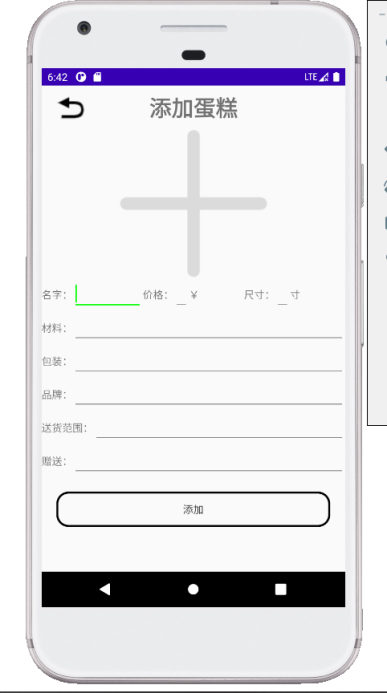 6:42 LTE
添加蛋糕
名字： 价格： ¥ 尺寸： 寸
材料：
包装：
品牌：
送货范围：
赠送：
添加